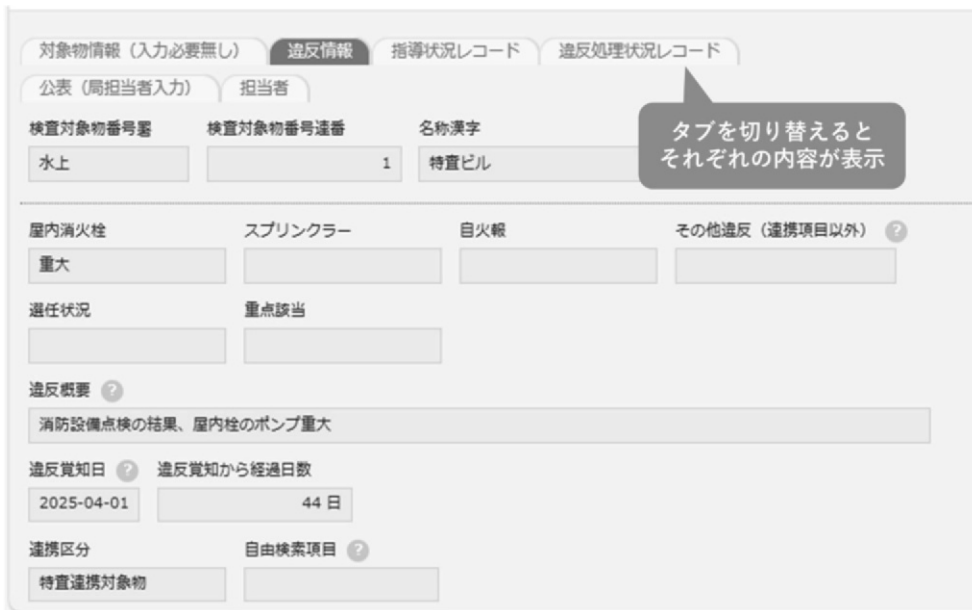 対象物情報（入力必要無し） 違反情報 指導状況レコード 違反処理状況レコード
公表（局担当者入力） 担当者
タブを切り替えると
それぞれの内容が表示
検査対象物番号署 検査対象物番号連番 名称漢字
水上 1 特査ビル
屋内消火栓 スプリンクラー 自火報 その他違反（連携項目以外） ?
重大
選任状況 重点該当
違反概要 ?
消防設備点検の結果、屋内栓のポンプ重大
違反覚知日 ? 違反覚知から経過日数
2025-04-01 44 日
連携区分 自由検索項目 ?
特査連携対象物